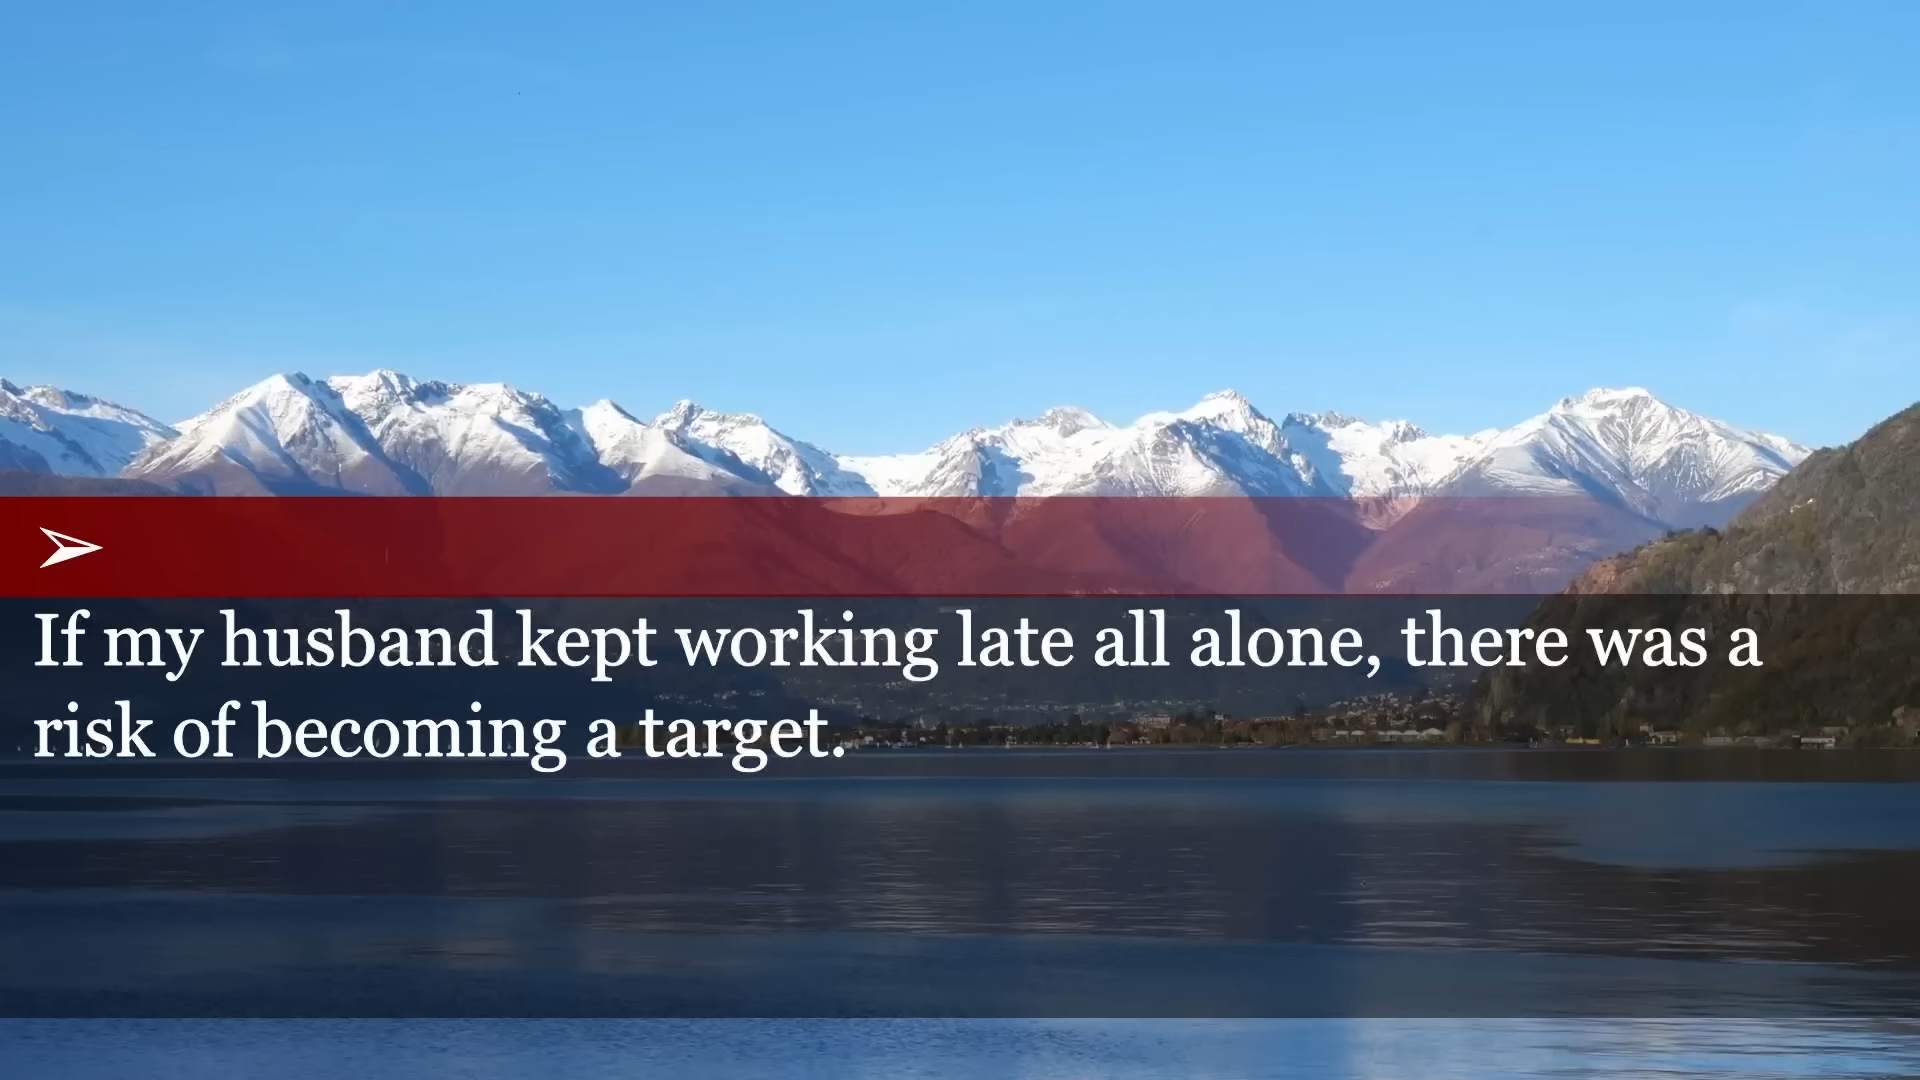 If my husband kept working late all alone, there was a
risk of becoming a target.